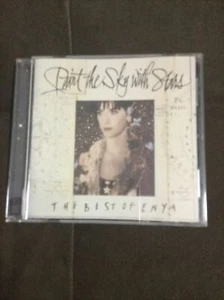 Paint the Sky with Stars
THE BEST OF ENYA